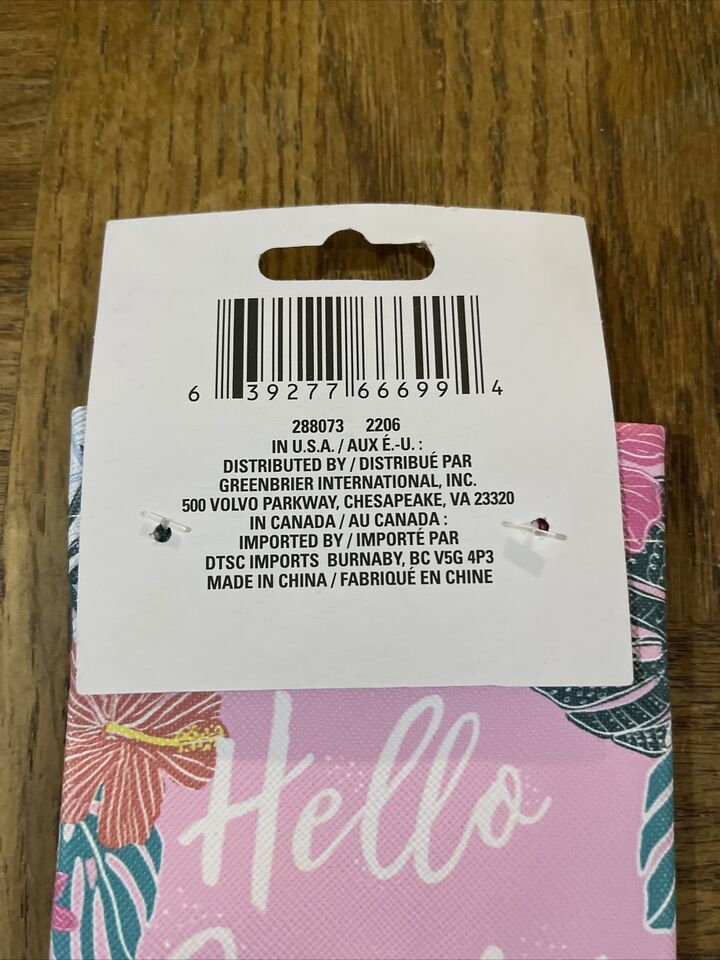 6 39277 66699 4
288073 2206
IN U.S.A. / AUX É.-U. :
DISTRIBUTED BY / DISTRIBUÉ PAR
GREENBRIER INTERNATIONAL, INC.
500 VOLVO PARKWAY, CHESAPEAKE, VA 23320
IN CANADA / AU CANADA :
IMPORTED BY / IMPORTÉ PAR
DTSC IMPORTS BURNABY, BC V5G 4P3
MADE IN CHINA / FABRIQUÉ EN CHINE
Hello